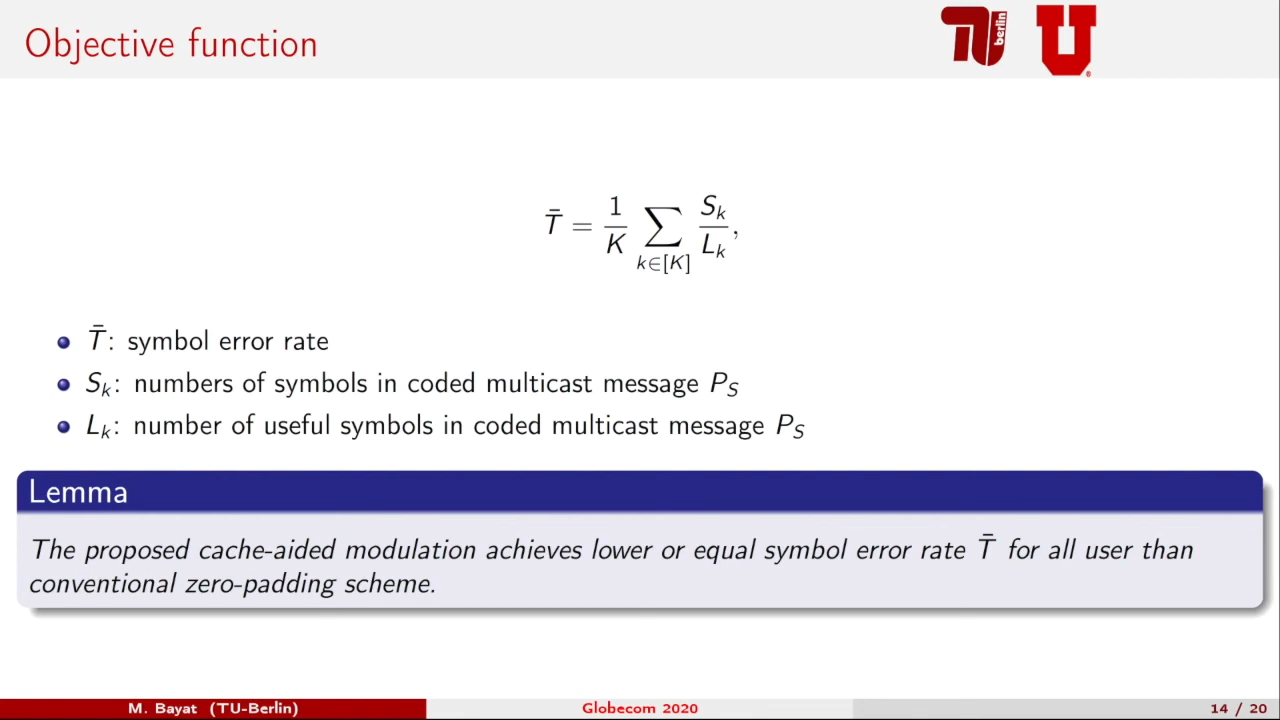 Objective function
berlin
U
T̄ = 1/K ∑_{k∈[K]} S_k/L_k,
T̄: symbol error rate
S_k: numbers of symbols in coded multicast message P_S
L_k: number of useful symbols in coded multicast message P_S
Lemma
The proposed cache-aided modulation achieves lower or equal symbol error rate T̄ for all user than
conventional zero-padding scheme.
M. Bayat (TU-Berlin)
Globecom 2020
14 / 20